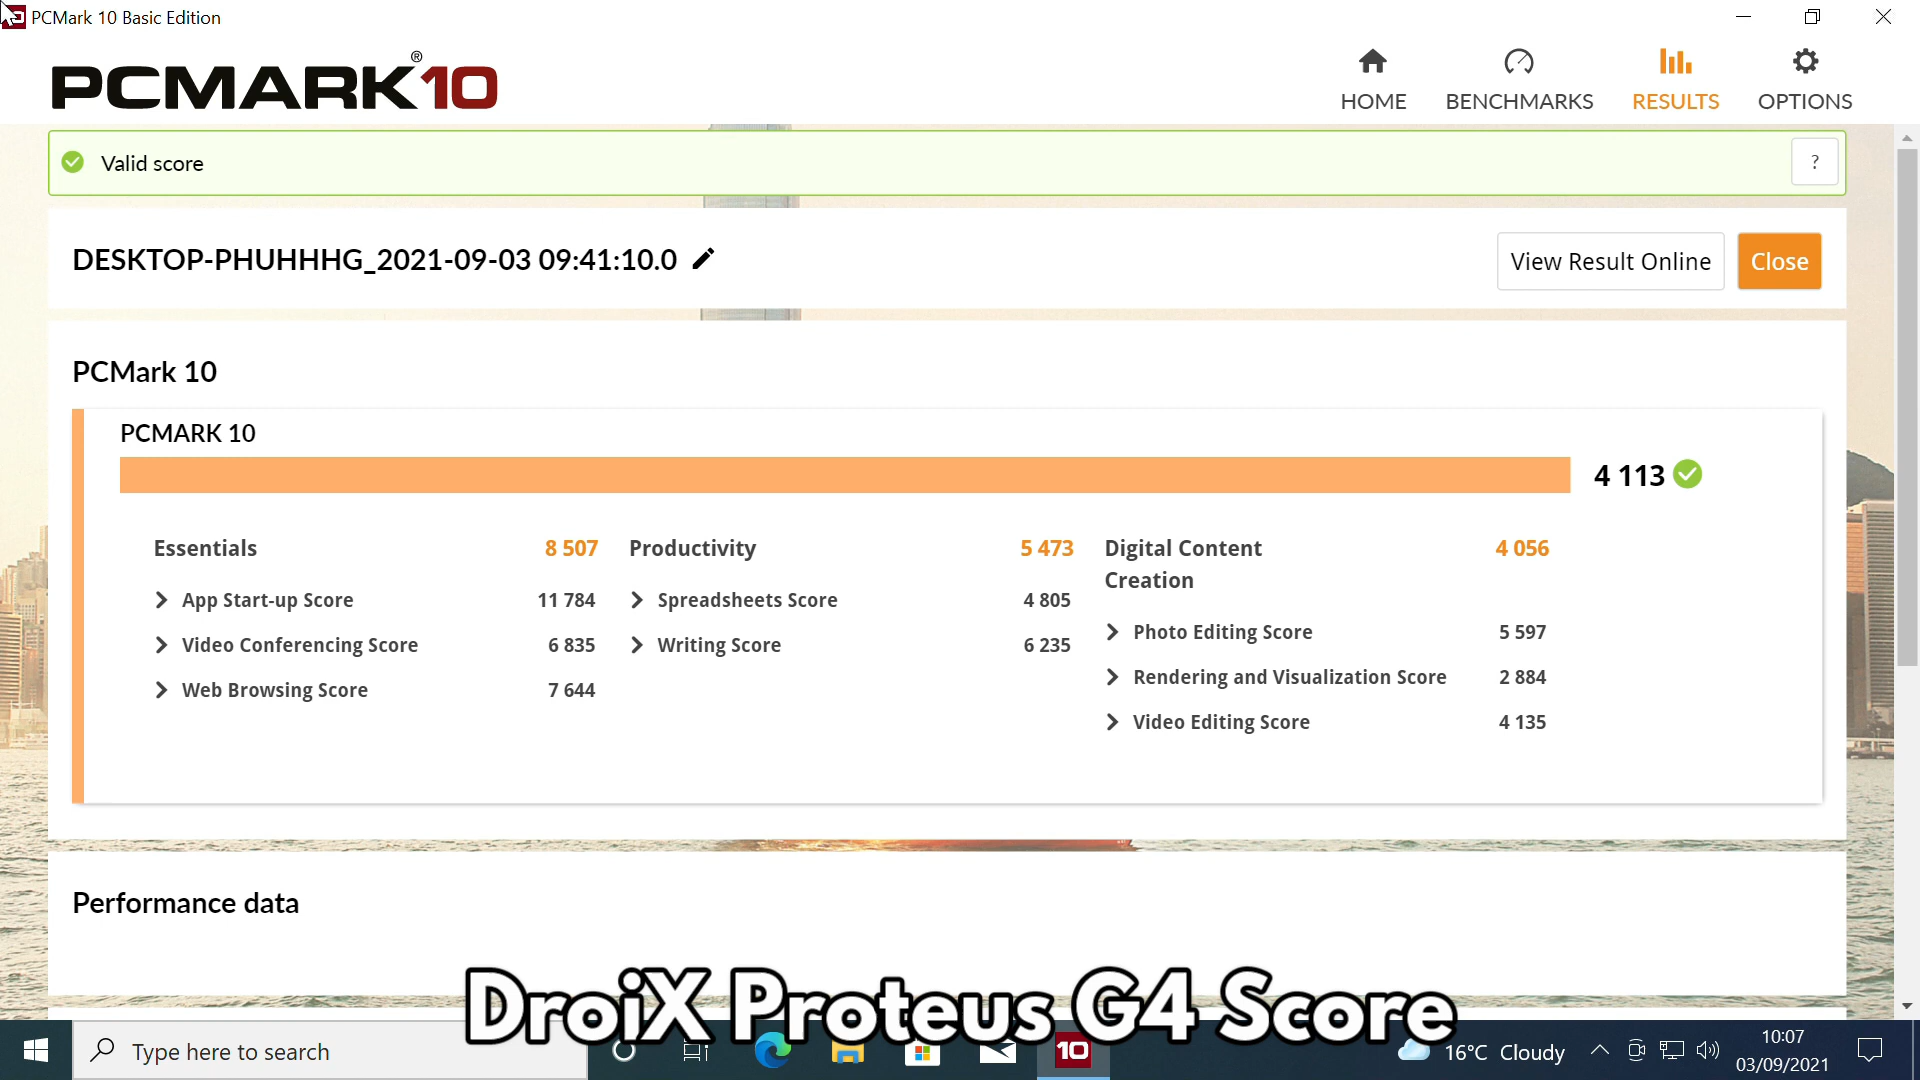 PCMark 10 Basic Edition
PCMARK®10
HOME
BENCHMARKS
RESULTS
OPTIONS
Valid score
?
DESKTOP-PHUHHHG_2021-09-03 09:41:10.0
View Result Online
Close
PCMark 10
PCMARK 10
4 113
Essentials 8 507
App Start-up Score 11 784
Video Conferencing Score 6 835
Web Browsing Score 7 644
Productivity 5 473
Spreadsheets Score 4 805
Writing Score 6 235
Digital Content 4 056
Creation
Photo Editing Score 5 597
Rendering and Visualization Score 2 884
Video Editing Score 4 135
Performance data
DroiX Proteus G4 Score
Type here to search
10
16°C Cloudy
10:07
03/09/2021